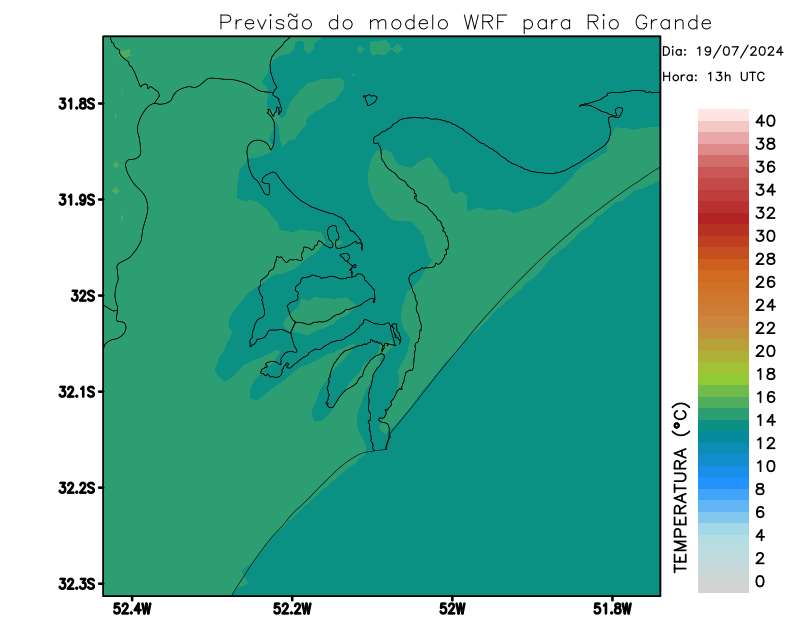 Previsão do modelo WRF para Rio Grande
Dia: 19/07/2024
Hora: 13h UTC
31.8S
31.9S
32S
32.1S
32.2S
32.3S
52.4W
52.2W
52W
51.8W
TEMPERATURA (°C)
40
38
36
34
32
30
28
26
24
22
20
18
16
14
12
10
8
6
4
2
0